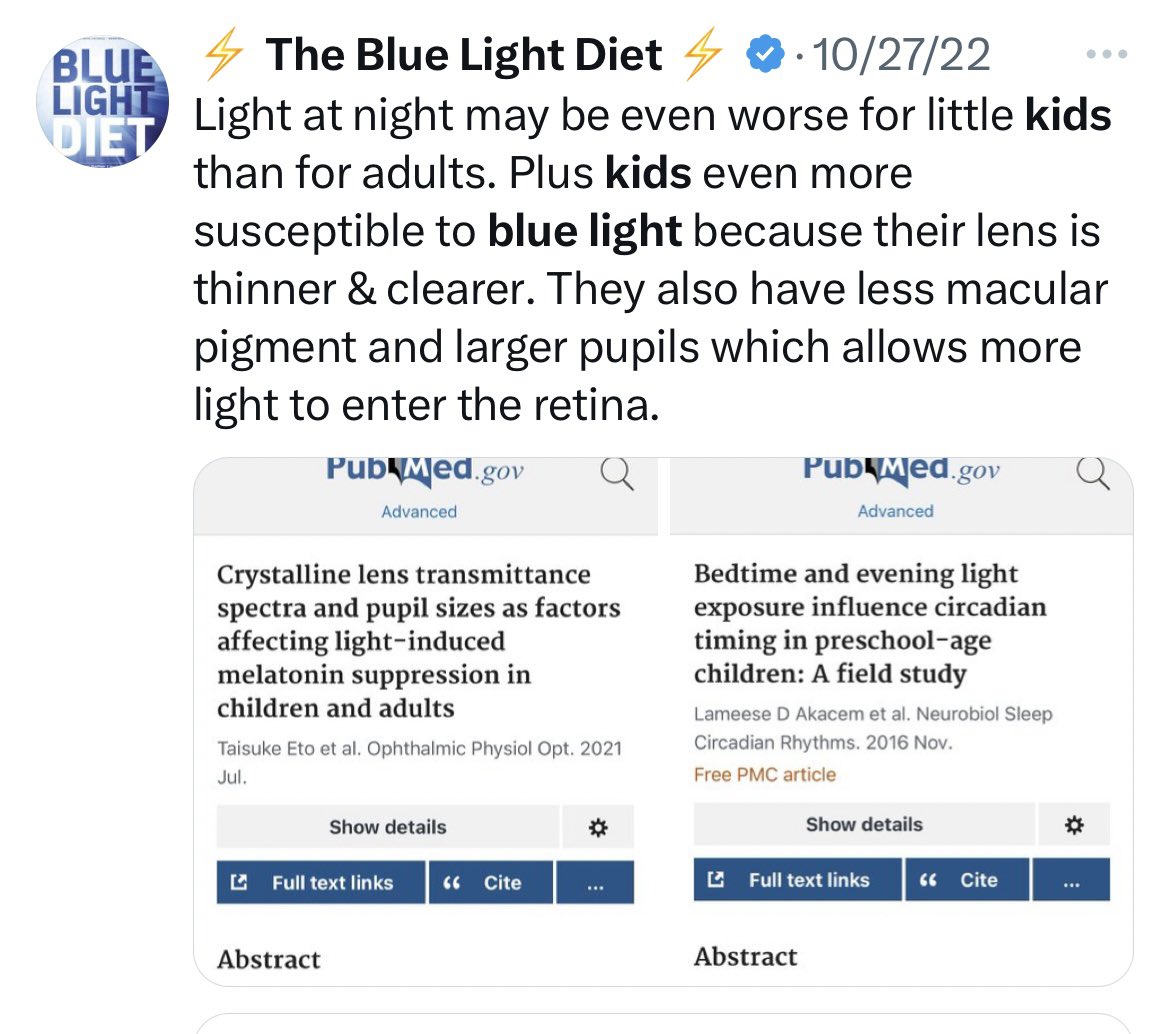 BLUE
LIGHT
DIET
⚡ The Blue Light Diet ⚡ · 10/27/22 ...
Light at night may be even worse for little kids
than for adults. Plus kids even more
susceptible to blue light because their lens is
thinner & clearer. They also have less macular
pigment and larger pupils which allows more
light to enter the retina.
PubMed.gov
Advanced
Crystalline lens transmittance
spectra and pupil sizes as factors
affecting light-induced
melatonin suppression in
children and adults
Taisuke Eto et al. Ophthalmic Physiol Opt. 2021
Jul.
Show details
Full text links
Cite
...
Abstract
PubMed.gov
Advanced
Bedtime and evening light
exposure influence circadian
timing in preschool-age
children: A field study
Lameese D Akacem et al. Neurobiol Sleep
Circadian Rhythms. 2016 Nov.
Free PMC article
Show details
Full text links
Cite
...
Abstract